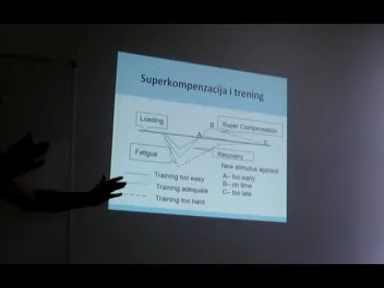 Superkompenzacija i trening
Loading
B
Super Compensation
A
C
Fatigue
Recovery
New stimulus applied
A– too early
B– on time
C– too late
Training too easy
Training adequate
Training too hard